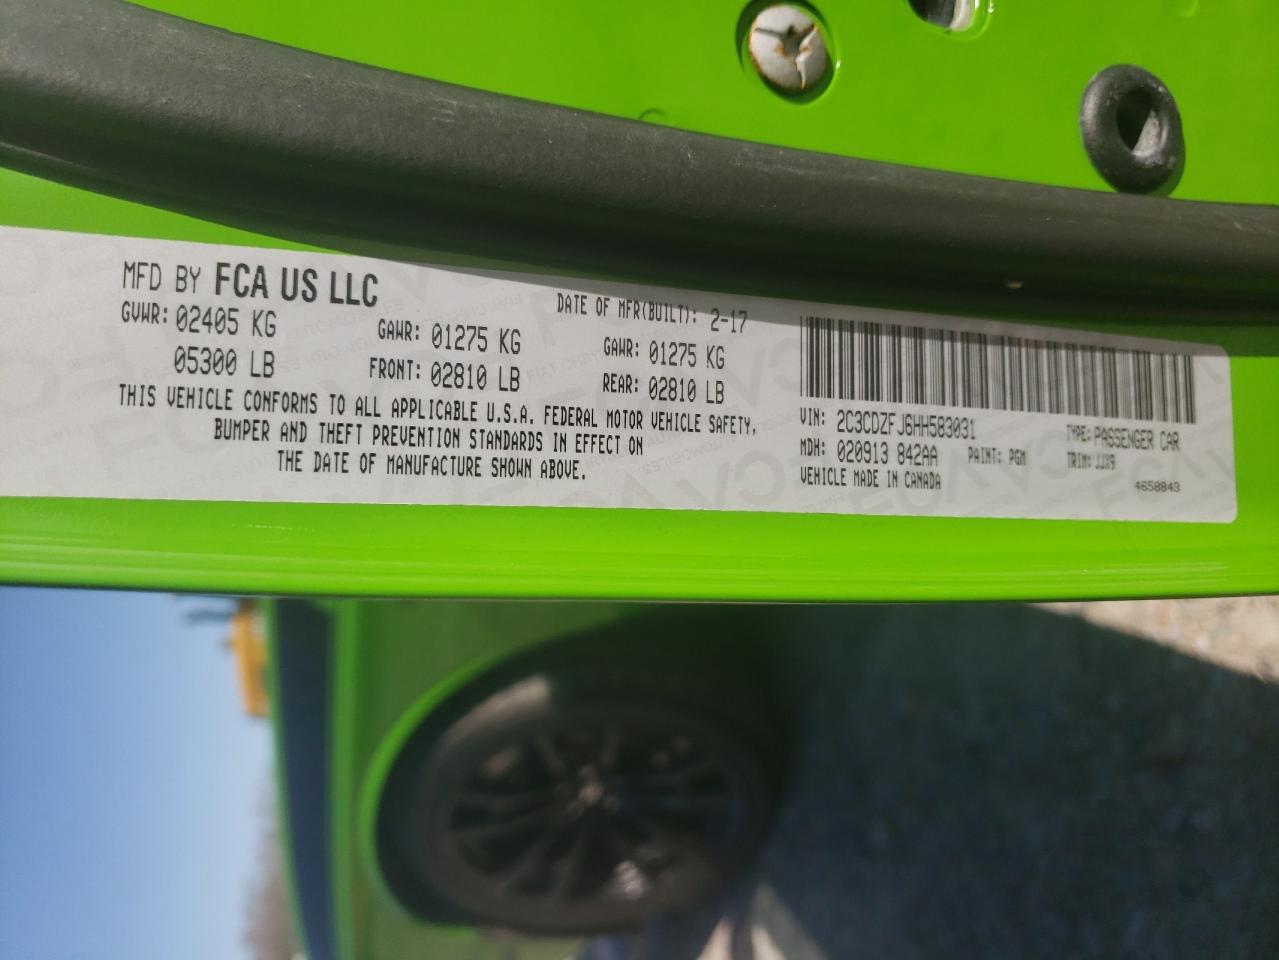 MFD BY FCA US LLC
DATE OF MFR(BUILT): 2-17
GVWR: 02405 KG GAWR: 01275 KG GAWR: 01275 KG
05300 LB FRONT: 02810 LB REAR: 02810 LB
THIS VEHICLE CONFORMS TO ALL APPLICABLE U.S.A. FEDERAL MOTOR VEHICLE SAFETY,
BUMPER AND THEFT PREVENTION STANDARDS IN EFFECT ON
THE DATE OF MANUFACTURE SHOWN ABOVE.
VIN: 2C3CDZFJ6HH583031 TYPE: PASSENGER CAR
MDH: 020913 842AA PAINT: PGM TRIM: JJX9
VEHICLE MADE IN CANADA 4658843